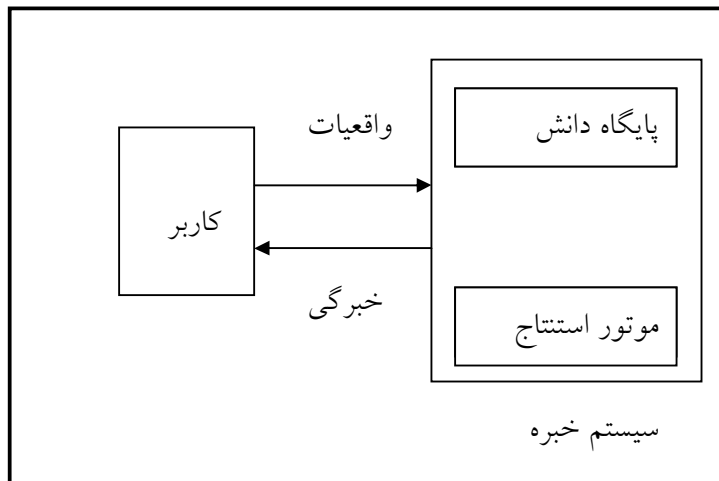 پایگاه دانش
واقعیات
کاربر
خبرگی
موتور استنتاج
سیستم خبره